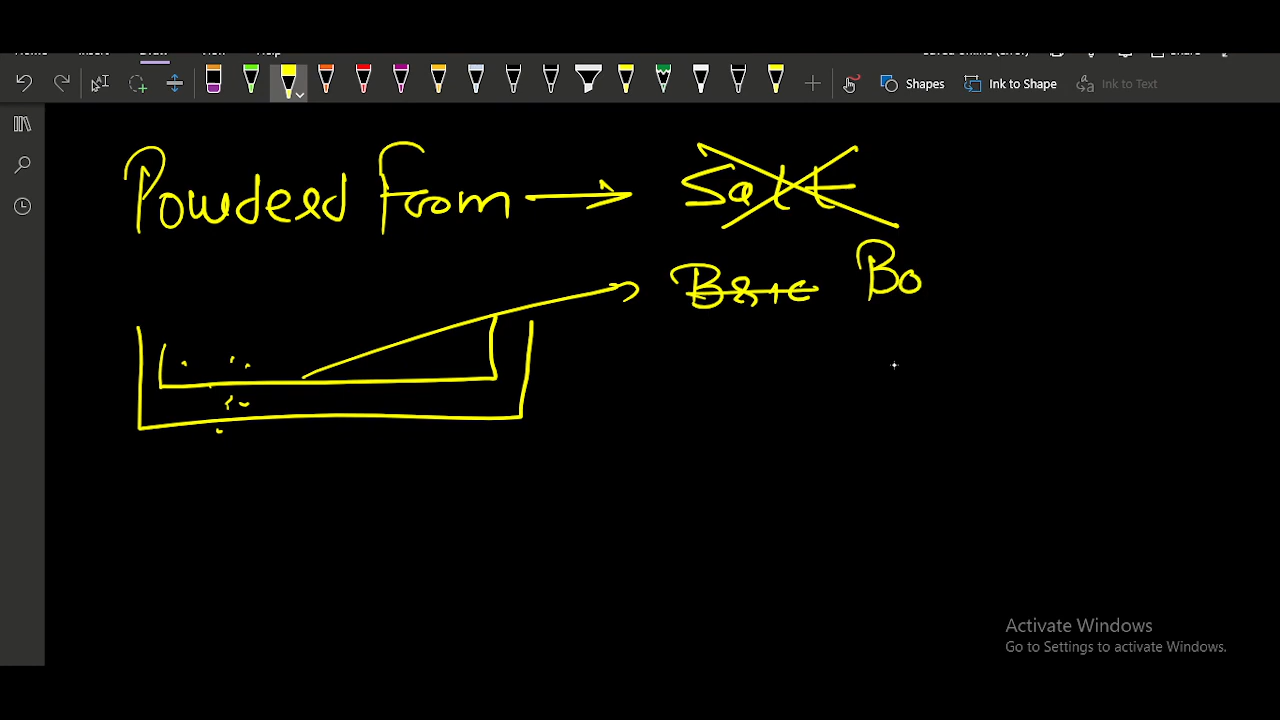 Shapes Ink to Shape Ink to Text
Powdeed From → Salt
Bo
Activate Windows
Go to Settings to activate Windows.